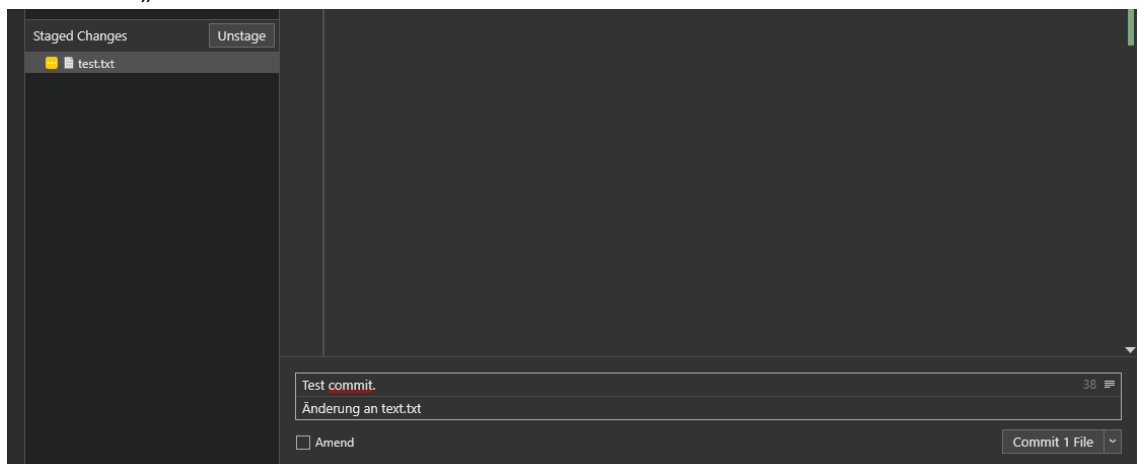 Staged Changes Unstage
test.txt
Test commit. 38
Änderung an text.txt
Amend Commit 1 File